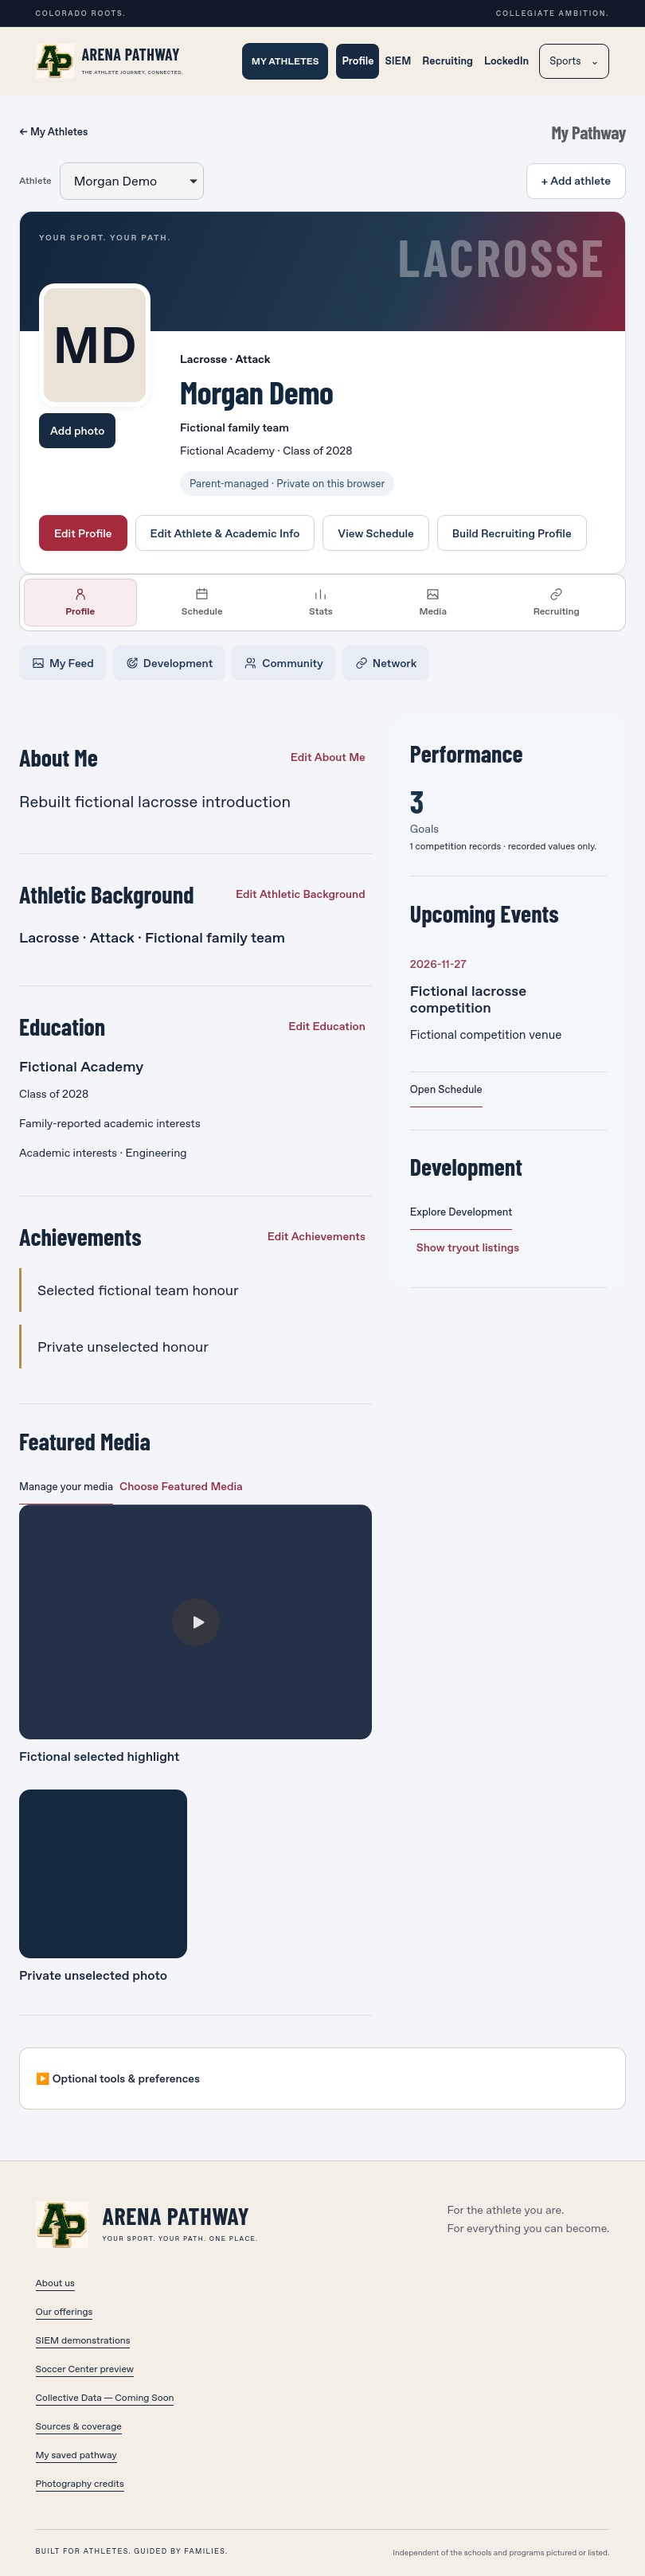 COLORADO ROOTS.
COLLEGIATE AMBITION.
AP
ARENA PATHWAY
THE ATHLETE JOURNEY, CONNECTED.
MY ATHLETES
Profile
SIEM
Recruiting
LockedIn
Sports
← My Athletes
My Pathway
Athlete
Morgan Demo
+ Add athlete
YOUR SPORT. YOUR PATH.
LACROSSE
MD
Add photo
Lacrosse · Attack
Morgan Demo
Fictional family team
Fictional Academy · Class of 2028
Parent-managed · Private on this browser
Edit Profile
Edit Athlete & Academic Info
View Schedule
Build Recruiting Profile
Profile
Schedule
Stats
Media
Recruiting
My Feed
Development
Community
Network
About Me
Edit About Me
Rebuilt fictional lacrosse introduction
Athletic Background
Edit Athletic Background
Lacrosse · Attack · Fictional family team
Education
Edit Education
Fictional Academy
Class of 2028
Family-reported academic interests
Academic interests · Engineering
Achievements
Edit Achievements
Selected fictional team honour
Private unselected honour
Featured Media
Manage your media
Choose Featured Media
Fictional selected highlight
Private unselected photo
Performance
3
Goals
1 competition records · recorded values only.
Upcoming Events
2026-11-27
Fictional lacrosse
competition
Fictional competition venue
Open Schedule
Development
Explore Development
Show tryout listings
Optional tools & preferences
AP
ARENA PATHWAY
YOUR SPORT. YOUR PATH. ONE PLACE.
For the athlete you are.
For everything you can become.
About us
Our offerings
SIEM demonstrations
Soccer Center preview
Collective Data — Coming Soon
Sources & coverage
My saved pathway
Photography credits
BUILT FOR ATHLETES. GUIDED BY FAMILIES.
Independent of the schools and programs pictured or listed.